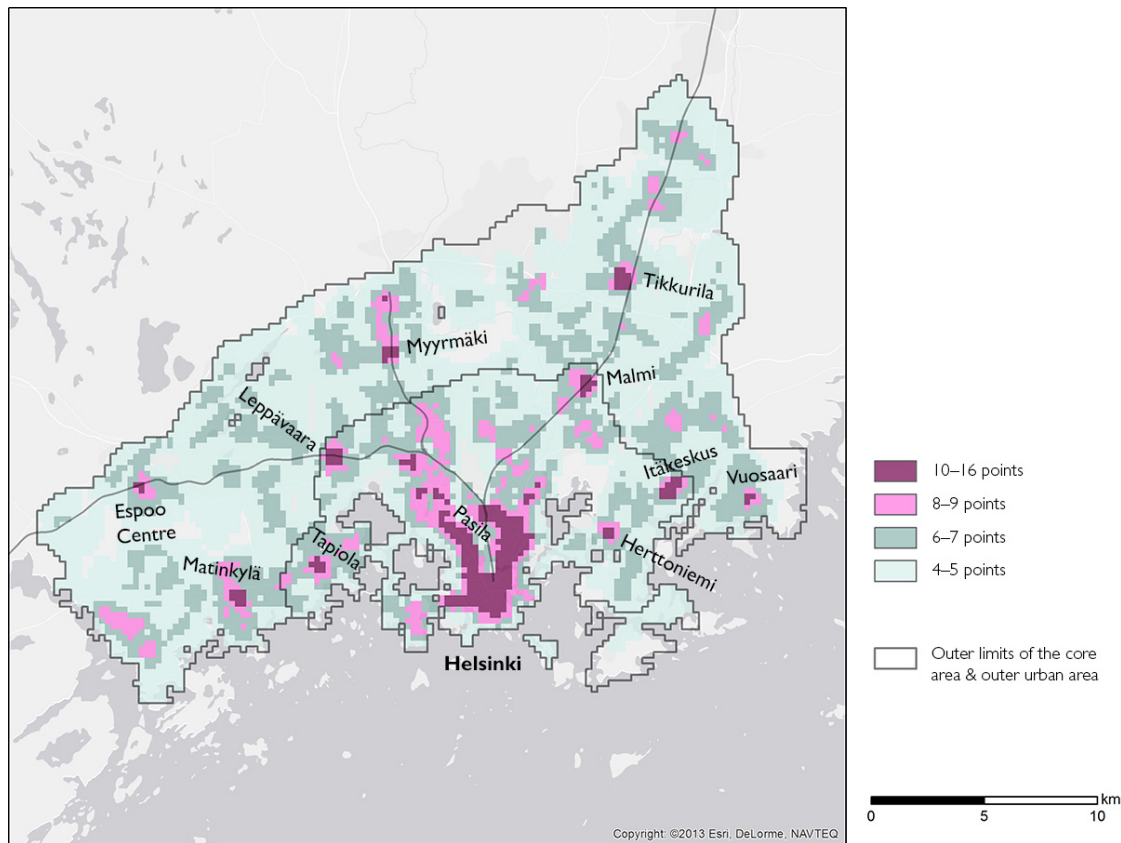 Tikkurila
Myyrmäki
Malmi
Leppävaara
Itäkeskus
Vuosaari
Espoo
Centre
Pasila
Tapiola
Herttoniemi
Matinkylä
Helsinki
Copyright: ©2013 Esri, DeLorme, NAVTEQ
10–16 points
8–9 points
6–7 points
4–5 points
Outer limits of the core
area & outer urban area
km
0 5 10